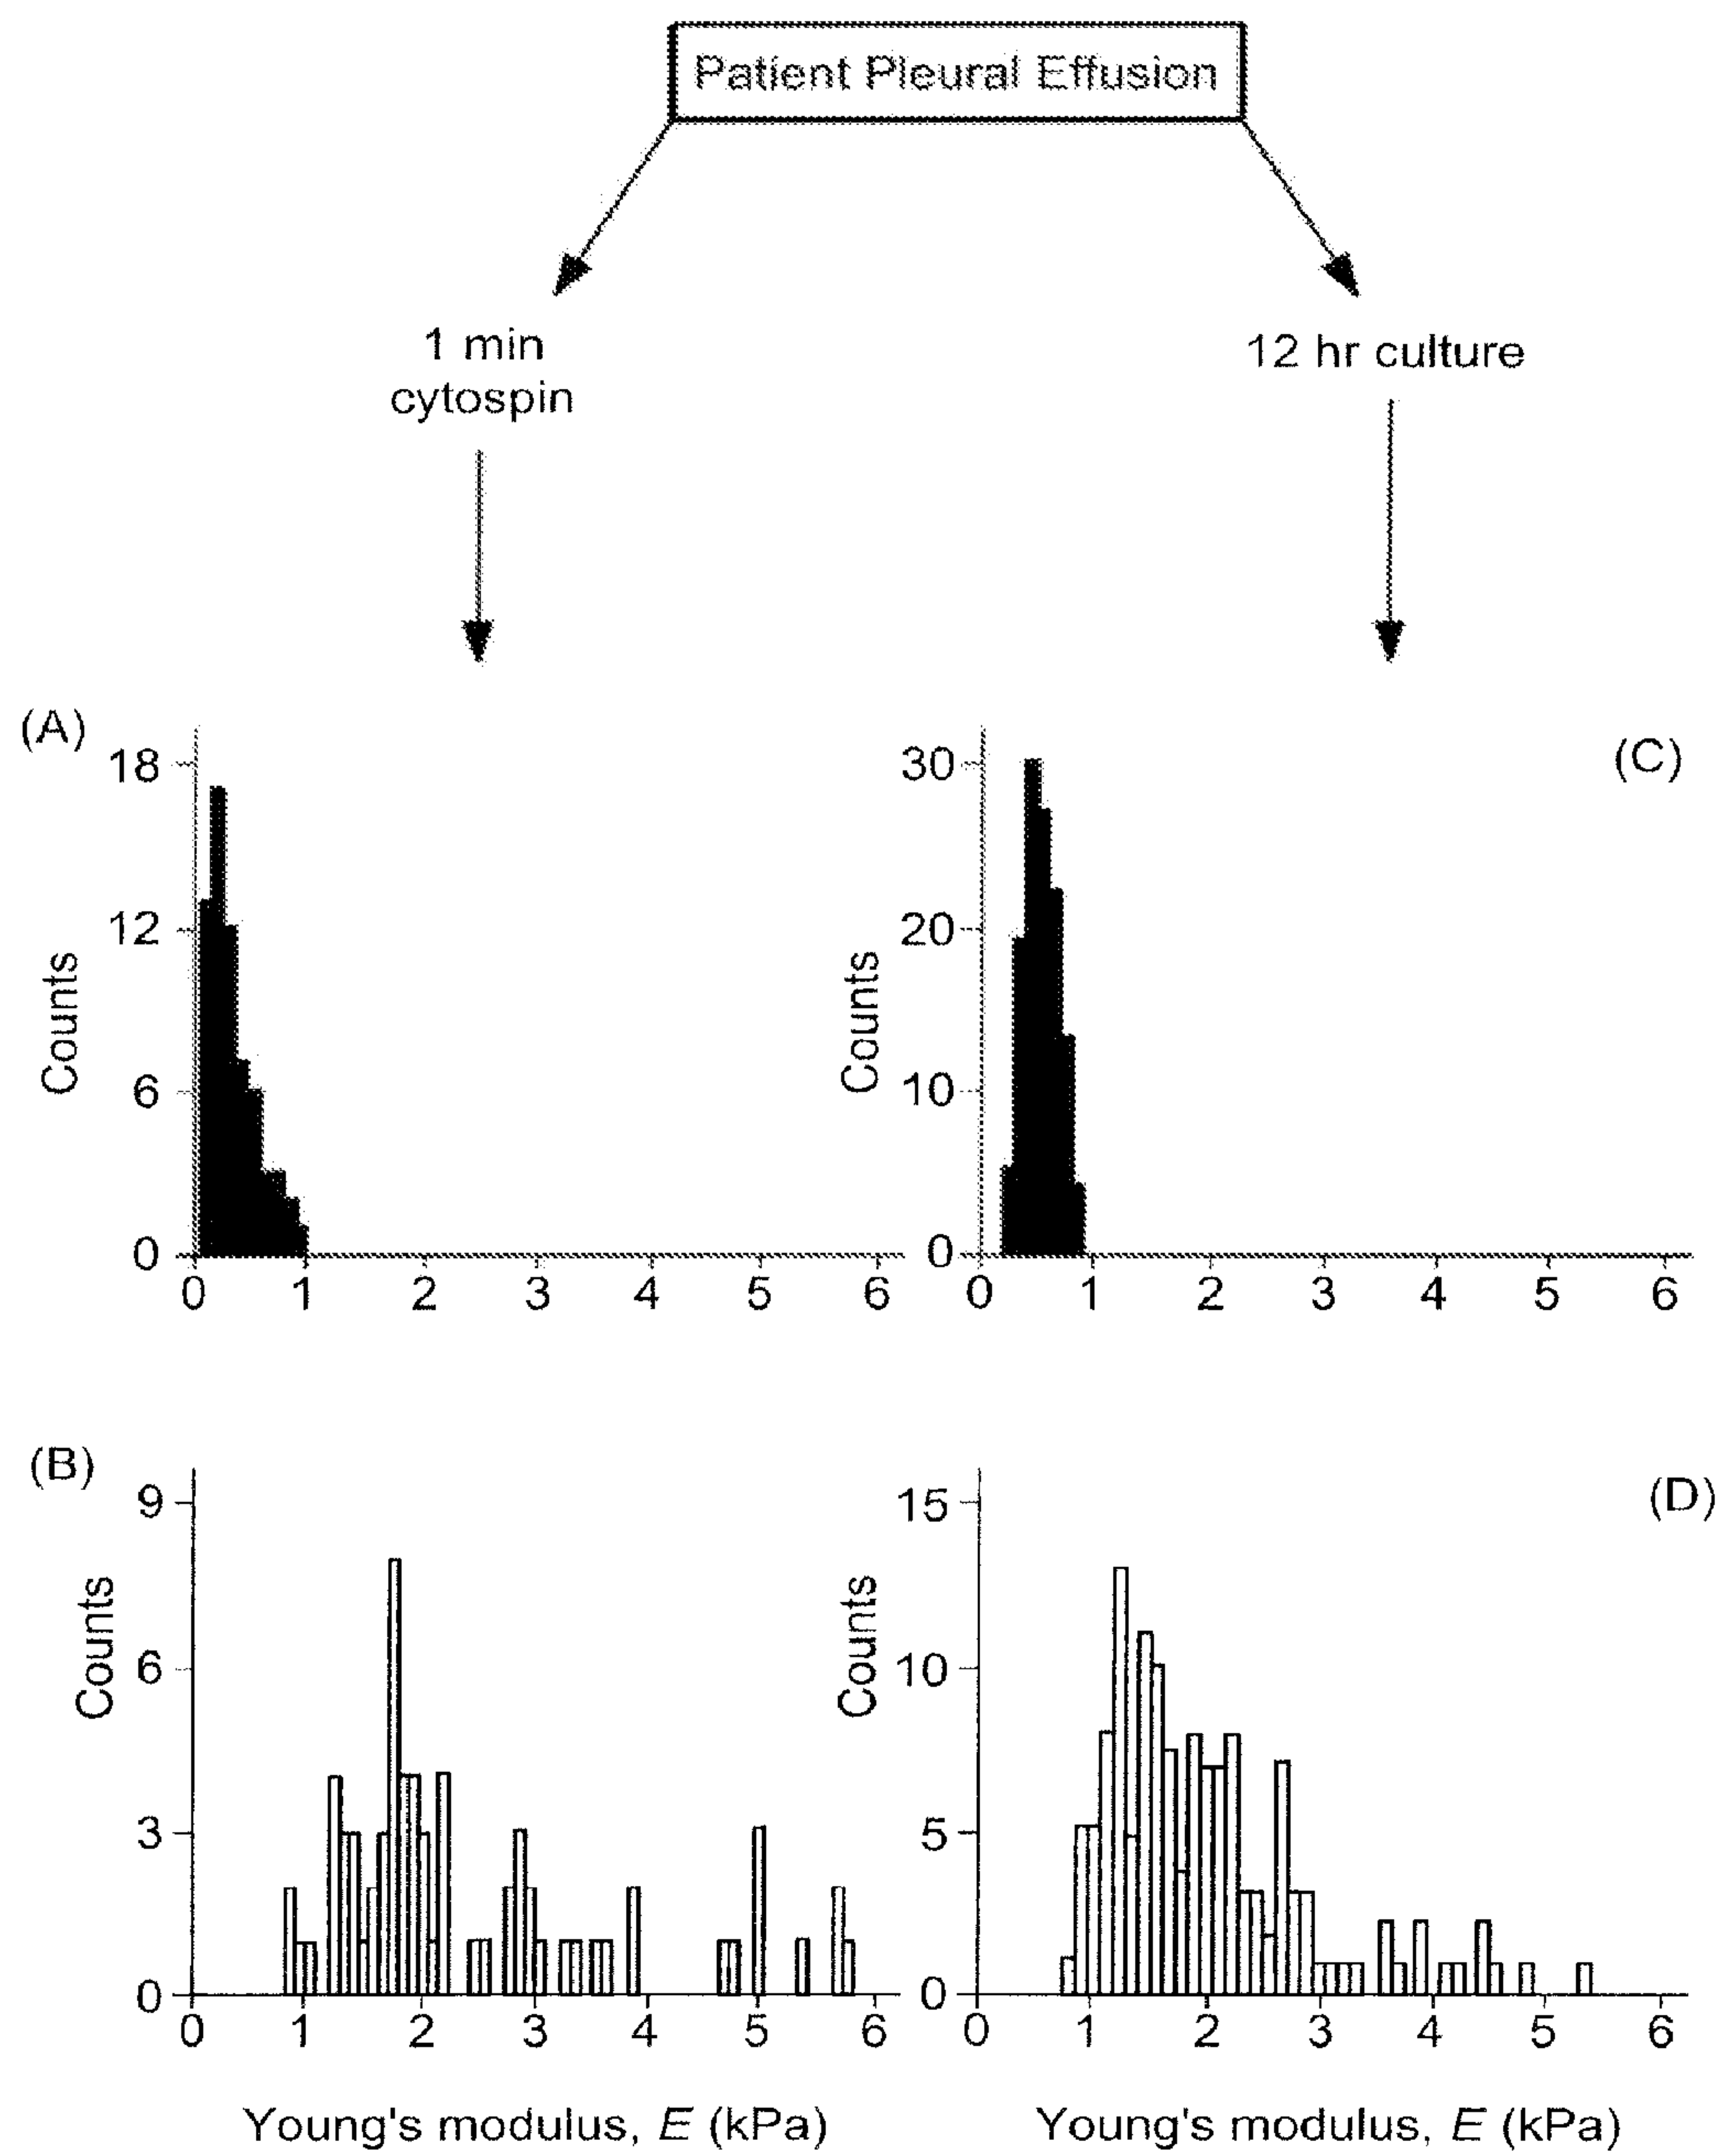 Patient Pleural Effusion
1 min
cytospin
12 hr culture
(A)
18
12
6
0
Counts
0 1 2 3 4 5 6
(C)
30
20
10
0
Counts
0 1 2 3 4 5 6
(B)
9
6
3
0
Counts
0 1 2 3 4 5 6
Young's modulus, E (kPa)
(D)
15
10
5
0
Counts
0 1 2 3 4 5 6
Young's modulus, E (kPa)